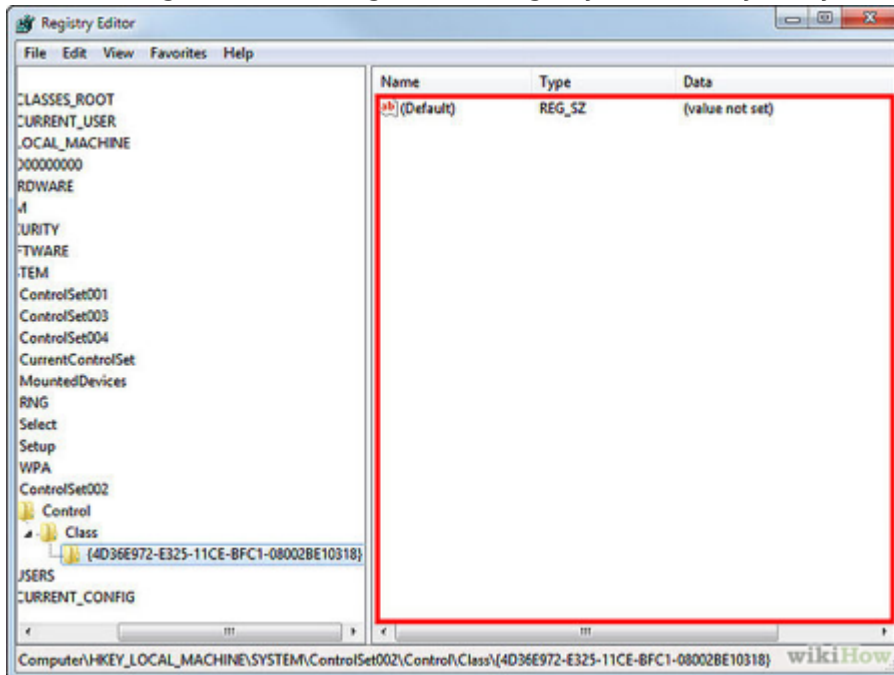 Registry Editor
File Edit View Favorites Help
Name Type Data
CLASSES_ROOT
CURRENT_USER
LOCAL_MACHINE
D00000000
RDWARE
M
CURITY
FTWARE
STEM
ControlSet001
ControlSet003
ControlSet004
CurrentControlSet
MountedDevices
RNG
Select
Setup
WPA
ControlSet002
Control
Class
{4D36E972-E325-11CE-BFC1-08002BE10318}
USERS
CURRENT_CONFIG
(Default) REG_SZ (value not set)
Computer\HKEY_LOCAL_MACHINE\SYSTEM\ControlSet002\Control\Class\{4D36E972-E325-11CE-BFC1-08002BE10318}
wikiHow